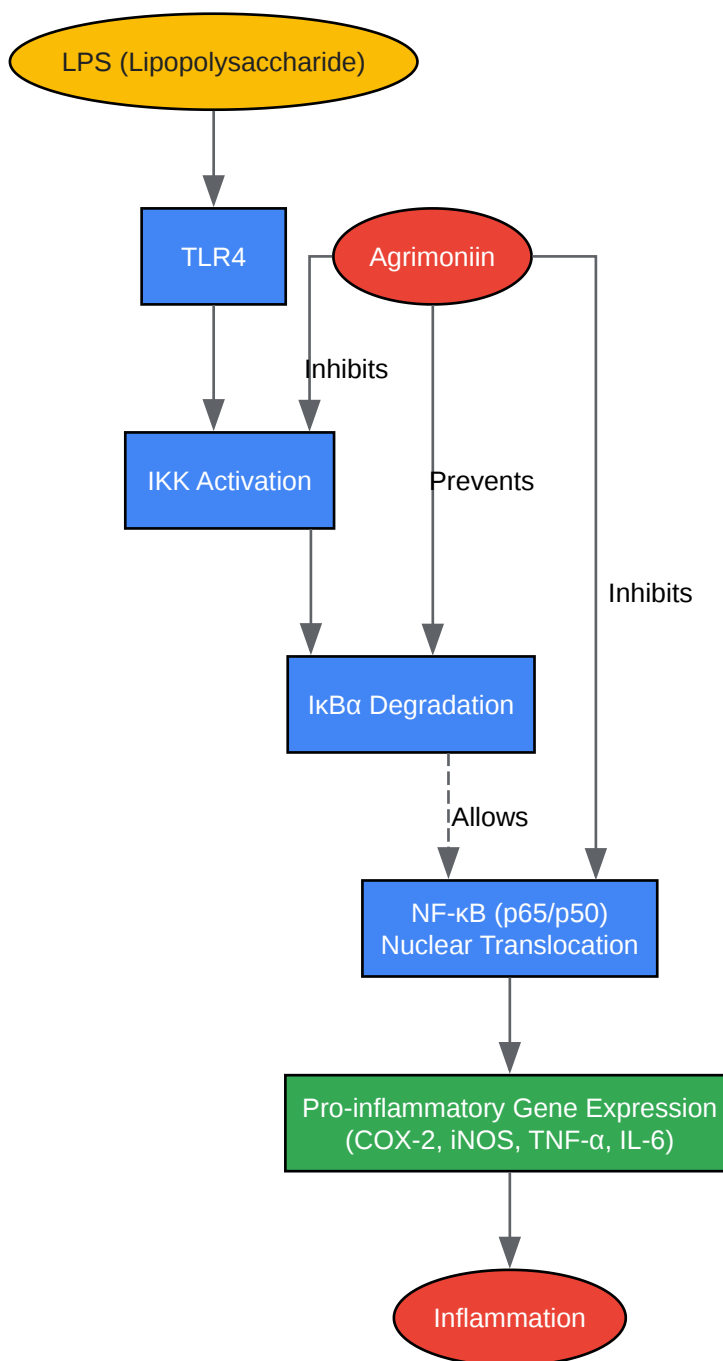 LPS (Lipopolysaccharide)
TLR4
Agrimoniin
Inhibits
IKK Activation
Prevents
Inhibits
IκBα Degradation
Allows
NF-κB (p65/p50)
Nuclear Translocation
Pro-inflammatory Gene Expression
(COX-2, iNOS, TNF-α, IL-6)
Inflammation